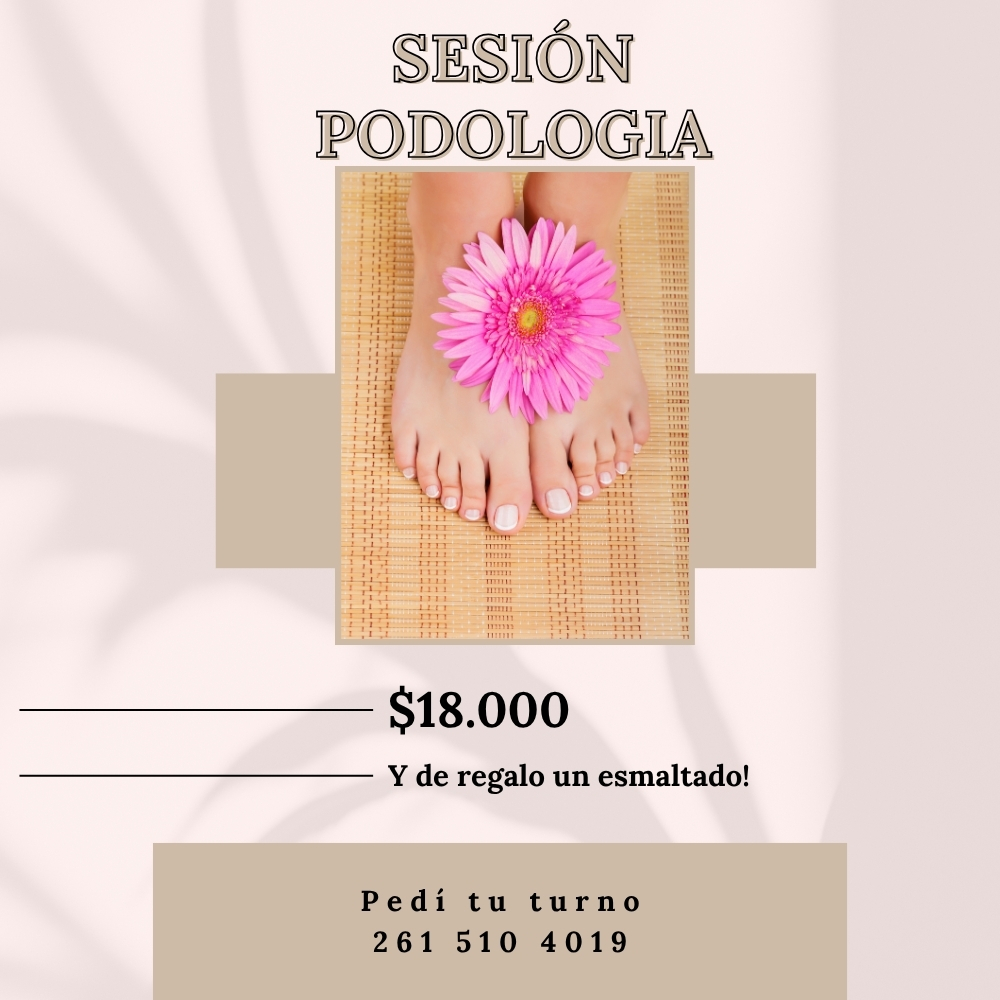 SESIÓN
PODOLOGIA
$18.000
Y de regalo un esmaltado!
Pedí tu turno
261 510 4019